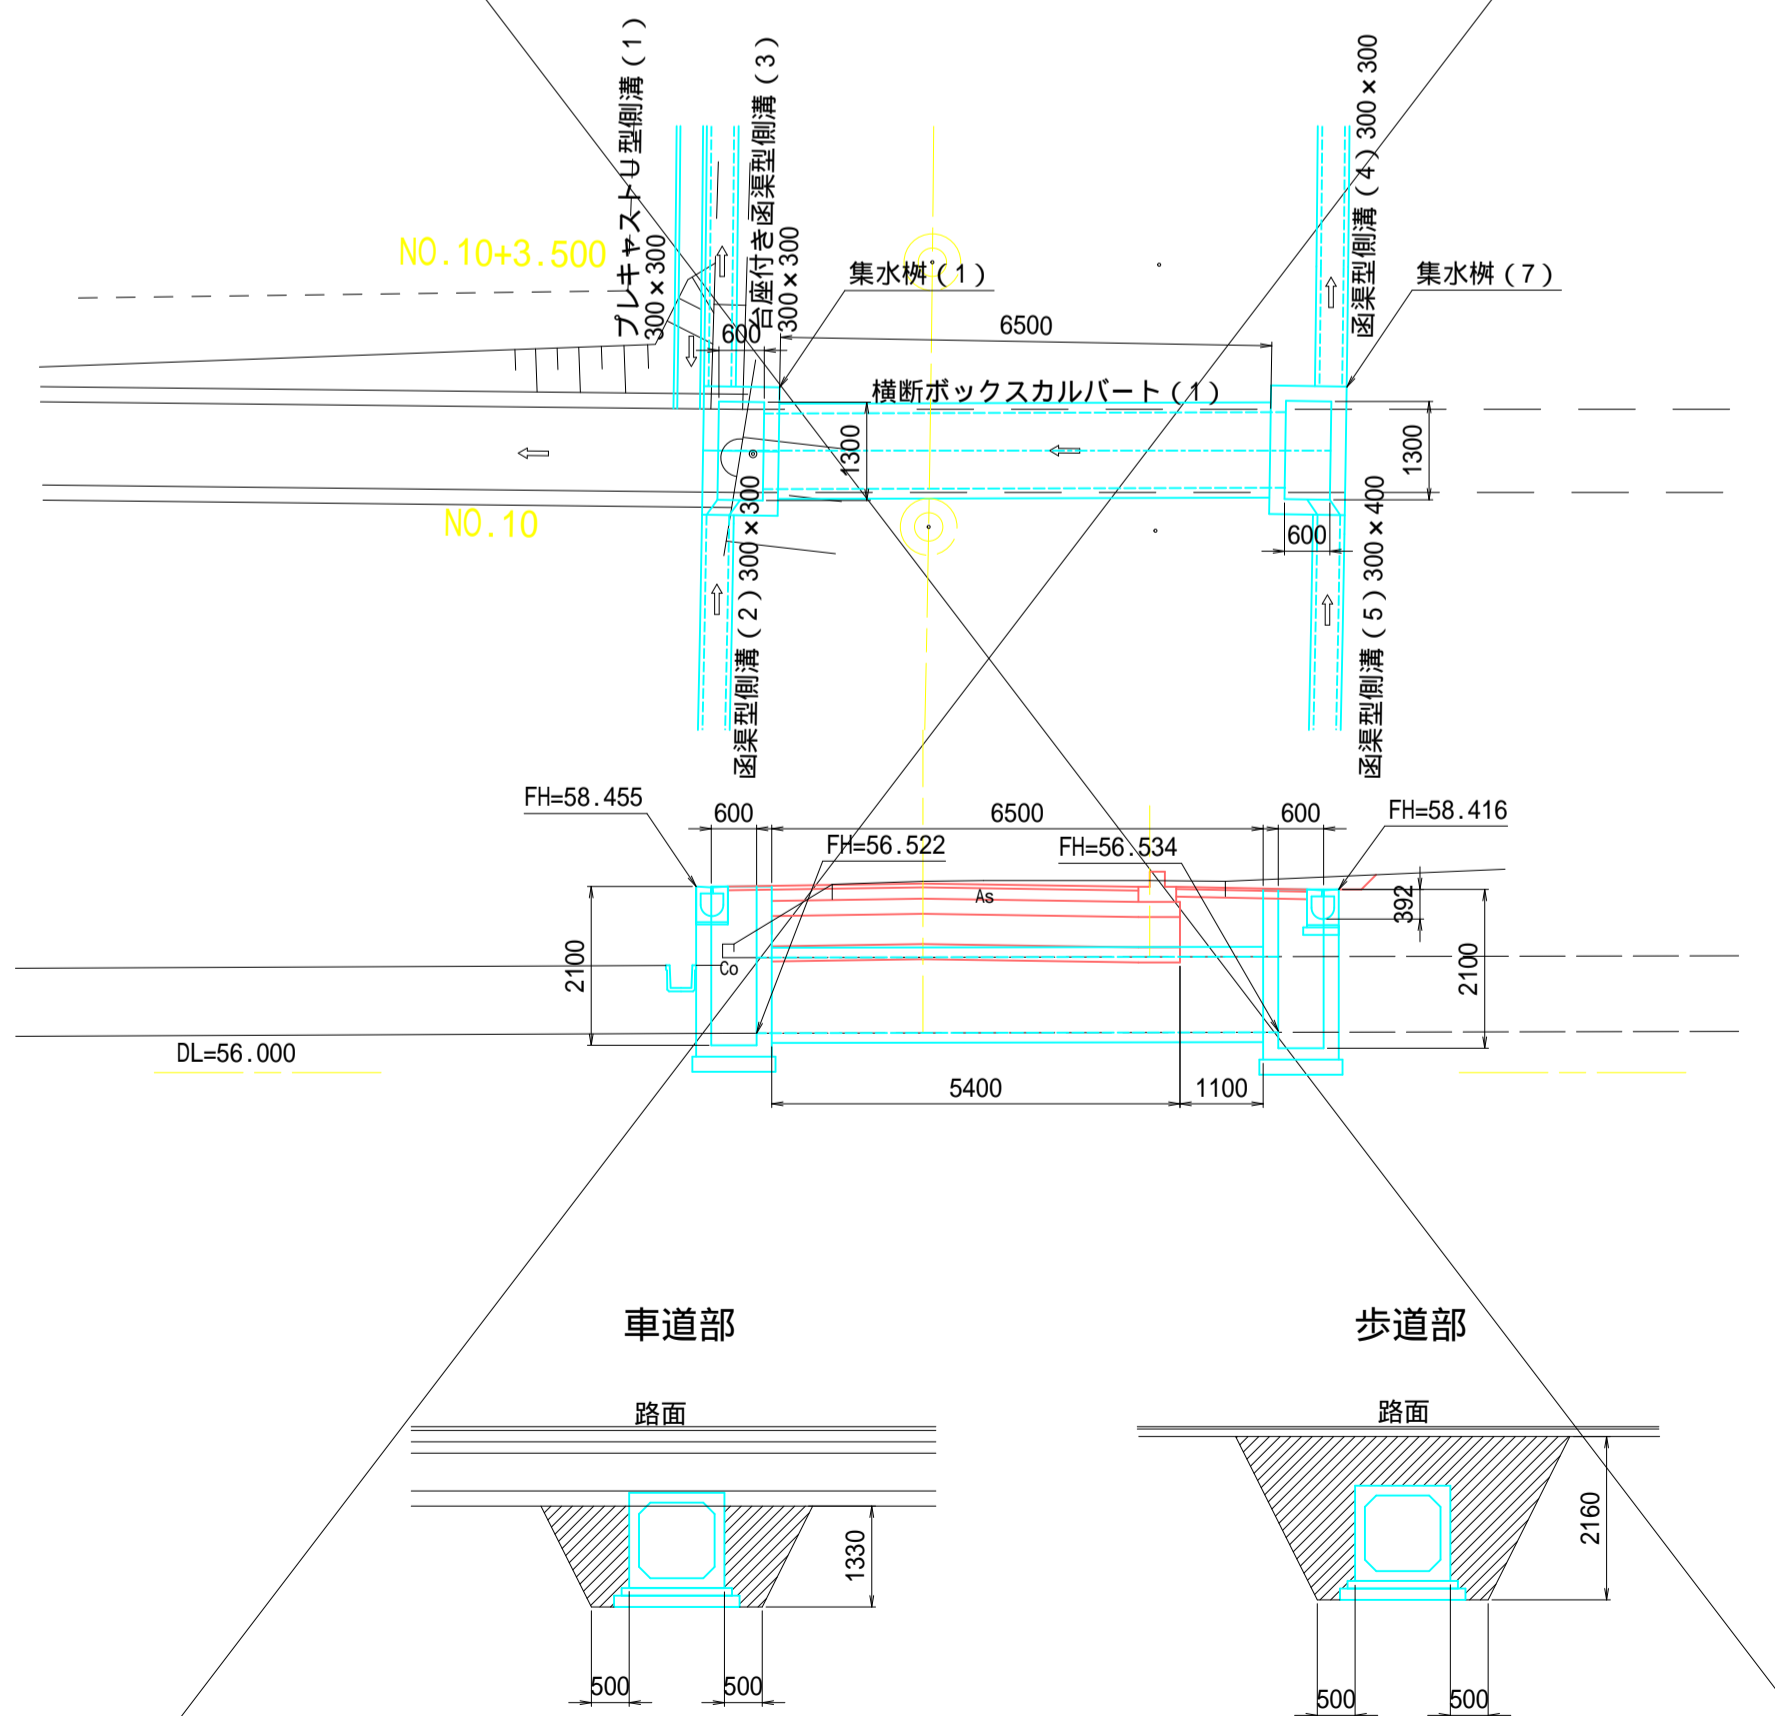 プレキャストU型側溝(1)
300×300
台座付き函渠型側溝(3)
300×300
函渠型側溝(4)300×300
NO.10+3.500
集水桝(1)
集水桝(7)
600
6500
横断ボックスカルバート(1)
1300
1300
NO.10
600
函渠型側溝(2)300×300
函渠型側溝(5)300×400
FH=58.455
600
6500
600
FH=58.416
FH=56.522
FH=56.534
As
392
2100
Co
2100
DL=56.000
5400
1100
車道部
歩道部
路面
路面
1330
2160
500
500
500
500